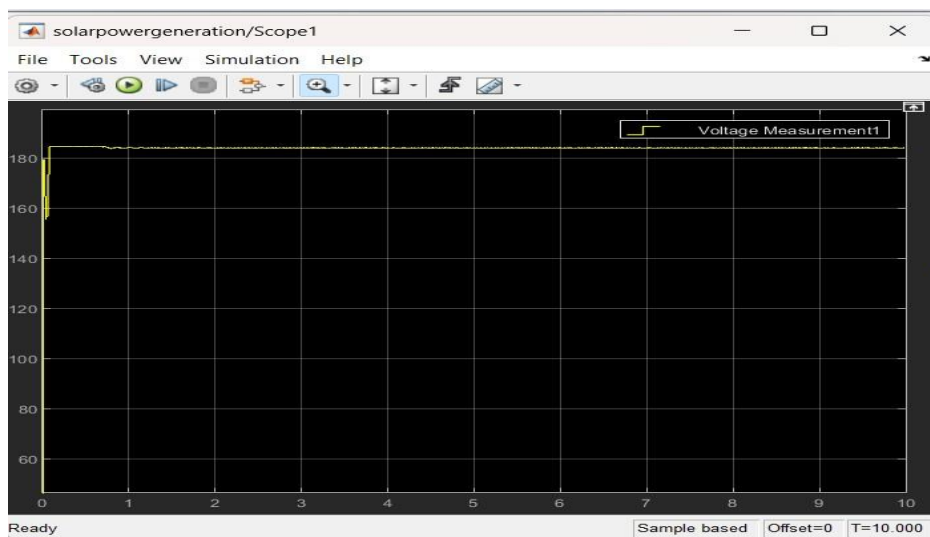 solarpowergeneration/Scope1
File Tools View Simulation Help
Voltage Measurement1
180
160
140
120
100
80
60
0 1 2 3 4 5 6 7 8 9 10
Ready Sample based Offset=0 T=10.000